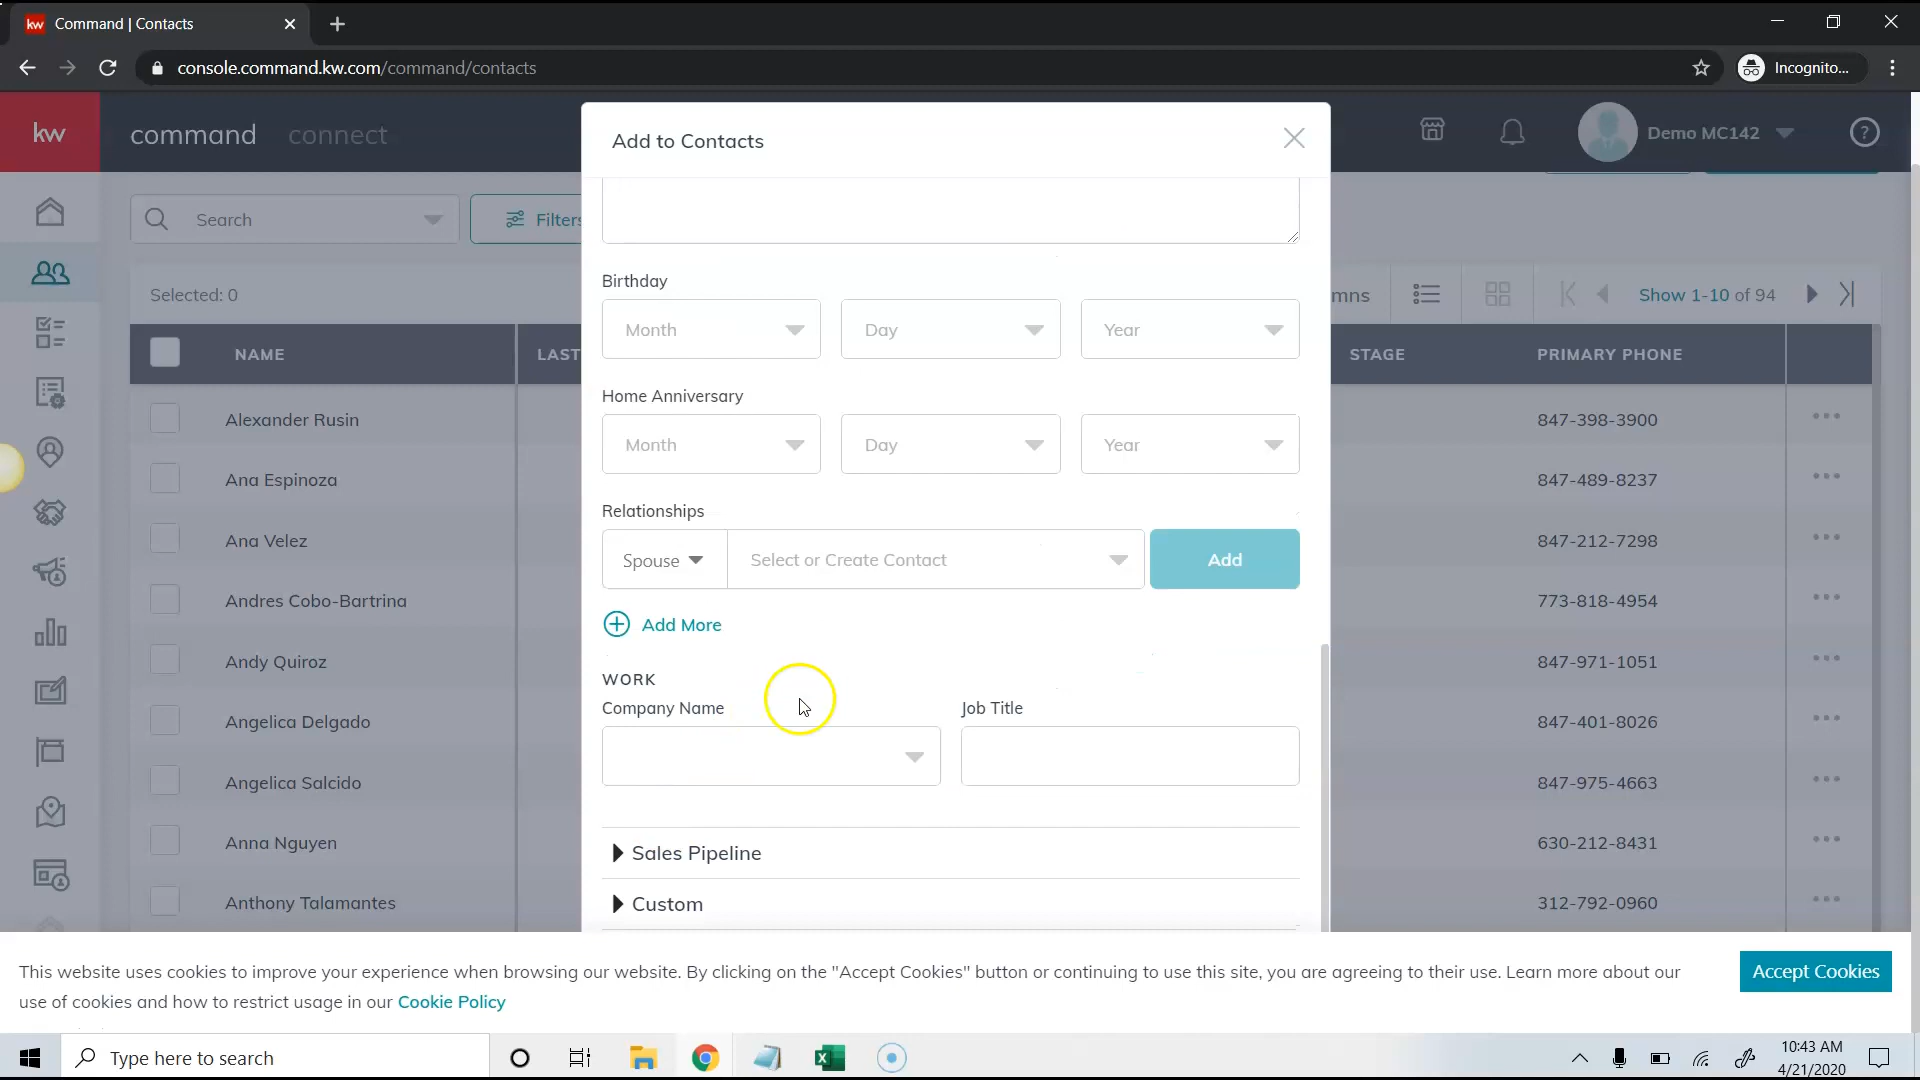 kw Command | Contacts
console.command.kw.com/command/contacts
Incognito...
kw
command connect
Add to Contacts
Demo MC142
?
Search
Filters
Birthday
Selected: 0
mns
Show 1-10 of 94
Month Day Year
NAME
LAST
STAGE
PRIMARY PHONE
Home Anniversary
Alexander Rusin
847-398-3900
Month Day Year
Ana Espinoza
847-489-8237
Relationships
Ana Velez
847-212-7298
Spouse Select or Create Contact Add
Andres Cobo-Bartrina
773-818-4954
Add More
Andy Quiroz
847-971-1051
WORK
Company Name Job Title
Angelica Delgado
847-401-8026
Angelica Salcido
847-975-4663
Anna Nguyen
630-212-8431
Sales Pipeline
Custom
Anthony Talamantes
312-792-0960
This website uses cookies to improve your experience when browsing our website. By clicking on the "Accept Cookies" button or continuing to use this site, you are agreeing to their use. Learn more about our
use of cookies and how to restrict usage in our Cookie Policy
Accept Cookies
Type here to search
10:43 AM
4/21/2020